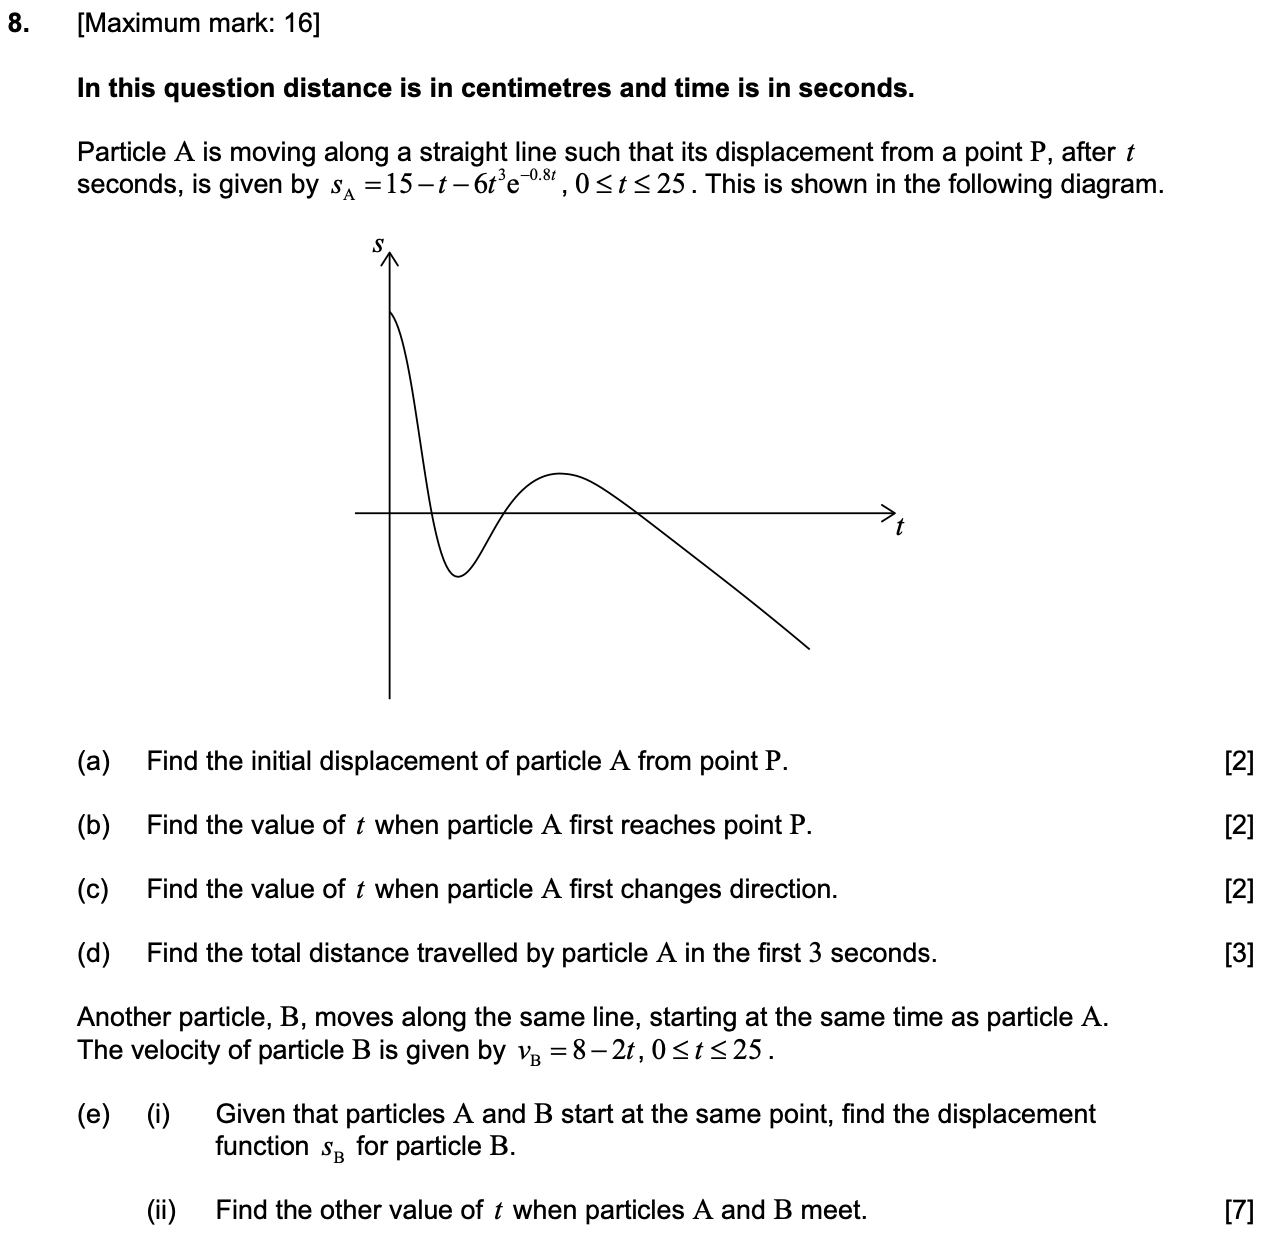 8. [Maximum mark: 16]
In this question distance is in centimetres and time is in seconds.
Particle A is moving along a straight line such that its displacement from a point P, after t
seconds, is given by s_A = 15 − t − 6t³e^(−0.8t), 0 ≤ t ≤ 25. This is shown in the following diagram.
s
t
(a) Find the initial displacement of particle A from point P. [2]
(b) Find the value of t when particle A first reaches point P. [2]
(c) Find the value of t when particle A first changes direction. [2]
(d) Find the total distance travelled by particle A in the first 3 seconds. [3]
Another particle, B, moves along the same line, starting at the same time as particle A.
The velocity of particle B is given by v_B = 8 − 2t, 0 ≤ t ≤ 25.
(e) (i) Given that particles A and B start at the same point, find the displacement
function s_B for particle B.
(ii) Find the other value of t when particles A and B meet. [7]